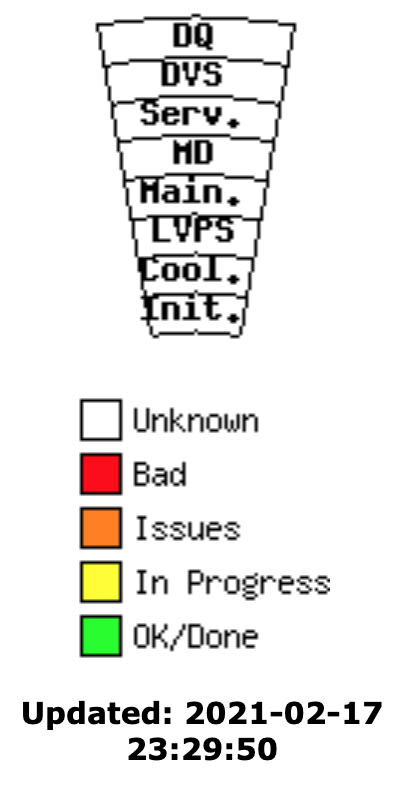 DQ
DVS
Serv.
MD
Main.
LVPS
Cool.
Init.
Unknown
Bad
Issues
In Progress
OK/Done
Updated: 2021-02-17
23:29:50